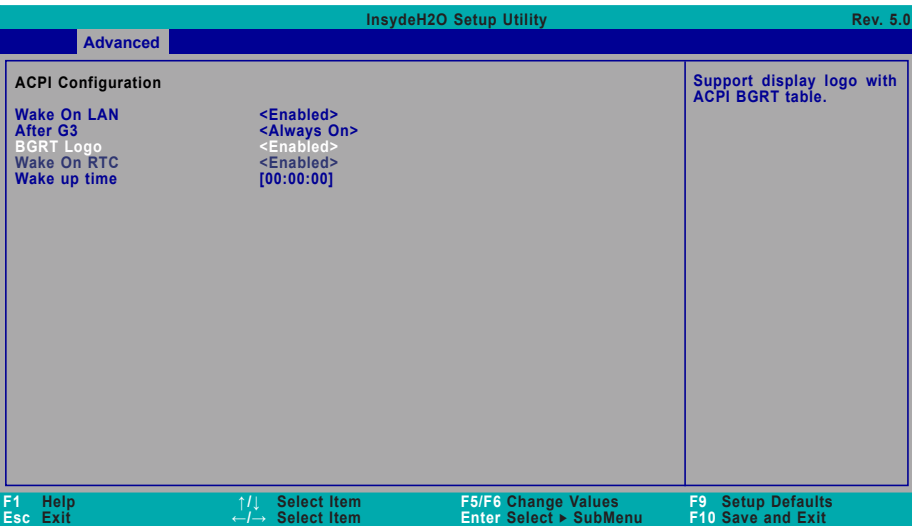 InsydeH2O Setup Utility Rev. 5.0
Advanced
ACPI Configuration
Wake On LAN <Enabled>
After G3 <Always On>
BGRT Logo <Enabled>
Wake On RTC <Enabled>
Wake up time [00:00:00]
Support display logo with
ACPI BGRT table.
F1 Help ↑/↓ Select Item F5/F6 Change Values F9 Setup Defaults
Esc Exit ←/→ Select Item Enter Select ▸ SubMenu F10 Save and Exit